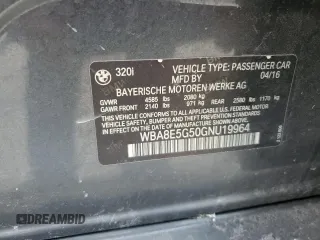 320i
VEHICLE TYPE: PASSENGER CAR
MFD BY
04/16
BAYERISCHE MOTOREN WERKE AG
GVWR 4585 lbs 2080 kg
GAWR FRONT 2140 lbs 971 kg REAR 2580 lbs 1170 kg
THIS VEHICLE CONFORMS TO ALL APPLICABLE FEDERAL MOTOR VEHICLE SAFETY, BUMPER, AND THEFT PREVENTION STANDARDS IN EFFECT ON THE DATE OF MANUFACTURE SHOWN ABOVE.
WBA8E5G50GNU19964
DREAMBID